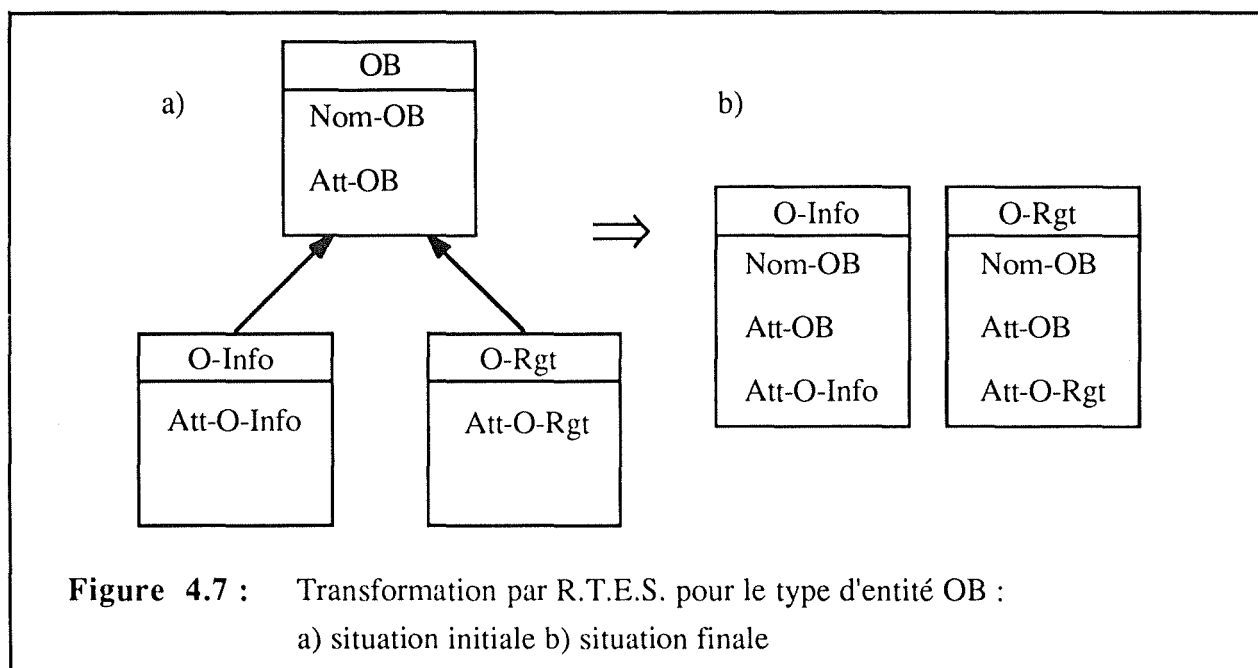 a)
OB
Nom-OB
Att-OB
O-Info
Att-O-Info
O-Rgt
Att-O-Rgt
⇒
b)
O-Info
Nom-OB
Att-OB
Att-O-Info
O-Rgt
Nom-OB
Att-OB
Att-O-Rgt
Figure 4.7 : Transformation par R.T.E.S. pour le type d'entité OB :
a) situation initiale b) situation finale